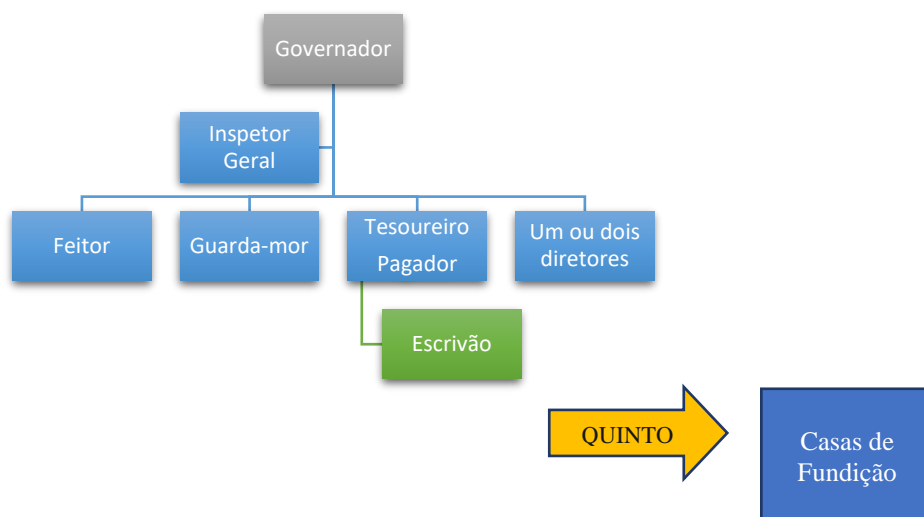 Governador
Inspetor
Geral
Feitor
Guarda-mor
Tesoureiro
Pagador
Um ou dois
diretores
Escrivão
QUINTO
Casas de
Fundição